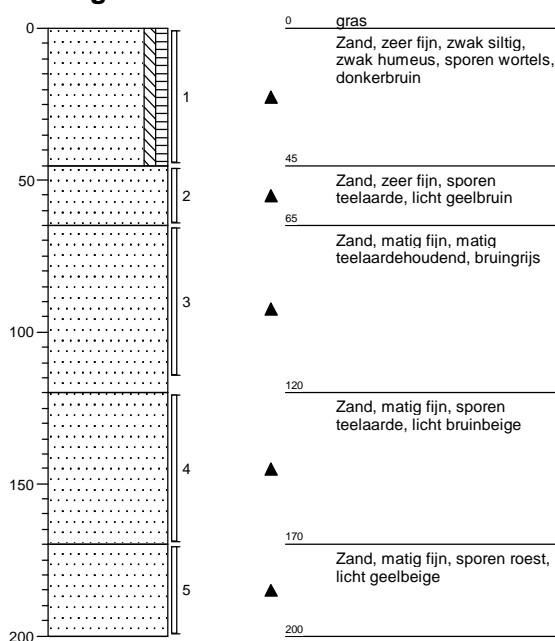 0
50
100
150
200
1
2
3
4
5
0
gras
Zand, zeer fijn, zwak siltig,
zwak humeus, sporen wortels,
donkerbruin
45
Zand, zeer fijn, sporen
teelaarde, licht geelbruin
65
Zand, matig fijn, matig
teelaardehoudend, bruingrijs
120
Zand, matig fijn, sporen
teelaarde, licht bruinbeige
170
Zand, matig fijn, sporen roest,
licht geelbeige
200